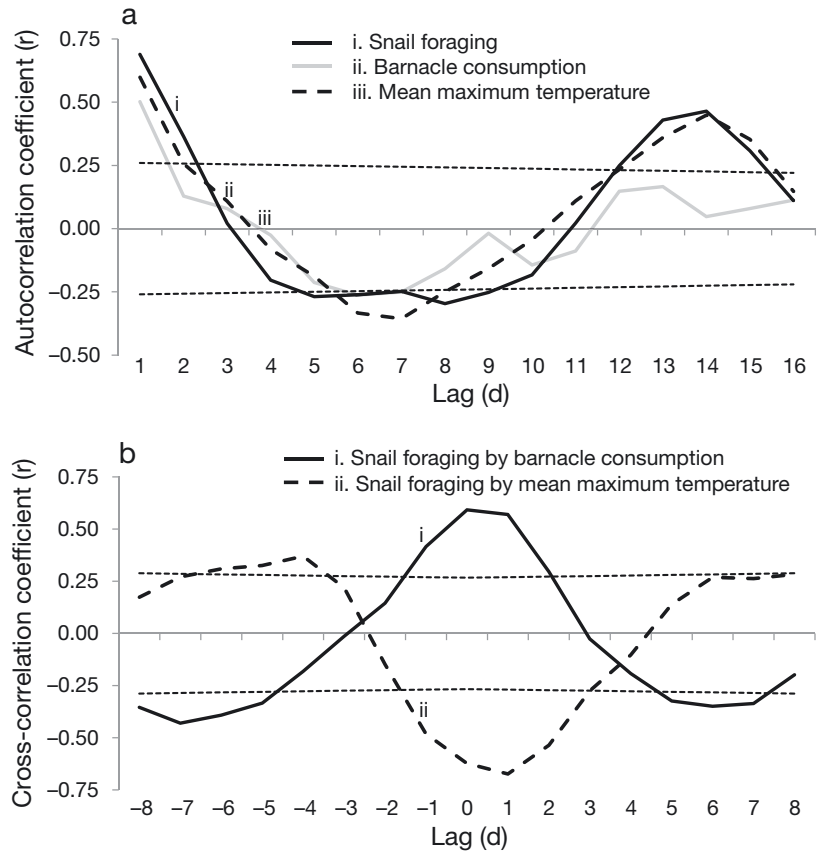 a
0.75
0.50
0.25
0.00
–0.25
–0.50
Autocorrelation coefficient (r)
i. Snail foraging
ii. Barnacle consumption
iii. Mean maximum temperature
i
ii
iii
1 2 3 4 5 6 7 8 9 10 11 12 13 14 15 16
Lag (d)
b
0.75
0.50
0.25
0.00
–0.25
–0.50
–0.75
Cross-correlation coefficient (r)
i. Snail foraging by barnacle consumption
ii. Snail foraging by mean maximum temperature
i
ii
–8 –7 –6 –5 –4 –3 –2 –1 0 1 2 3 4 5 6 7 8
Lag (d)